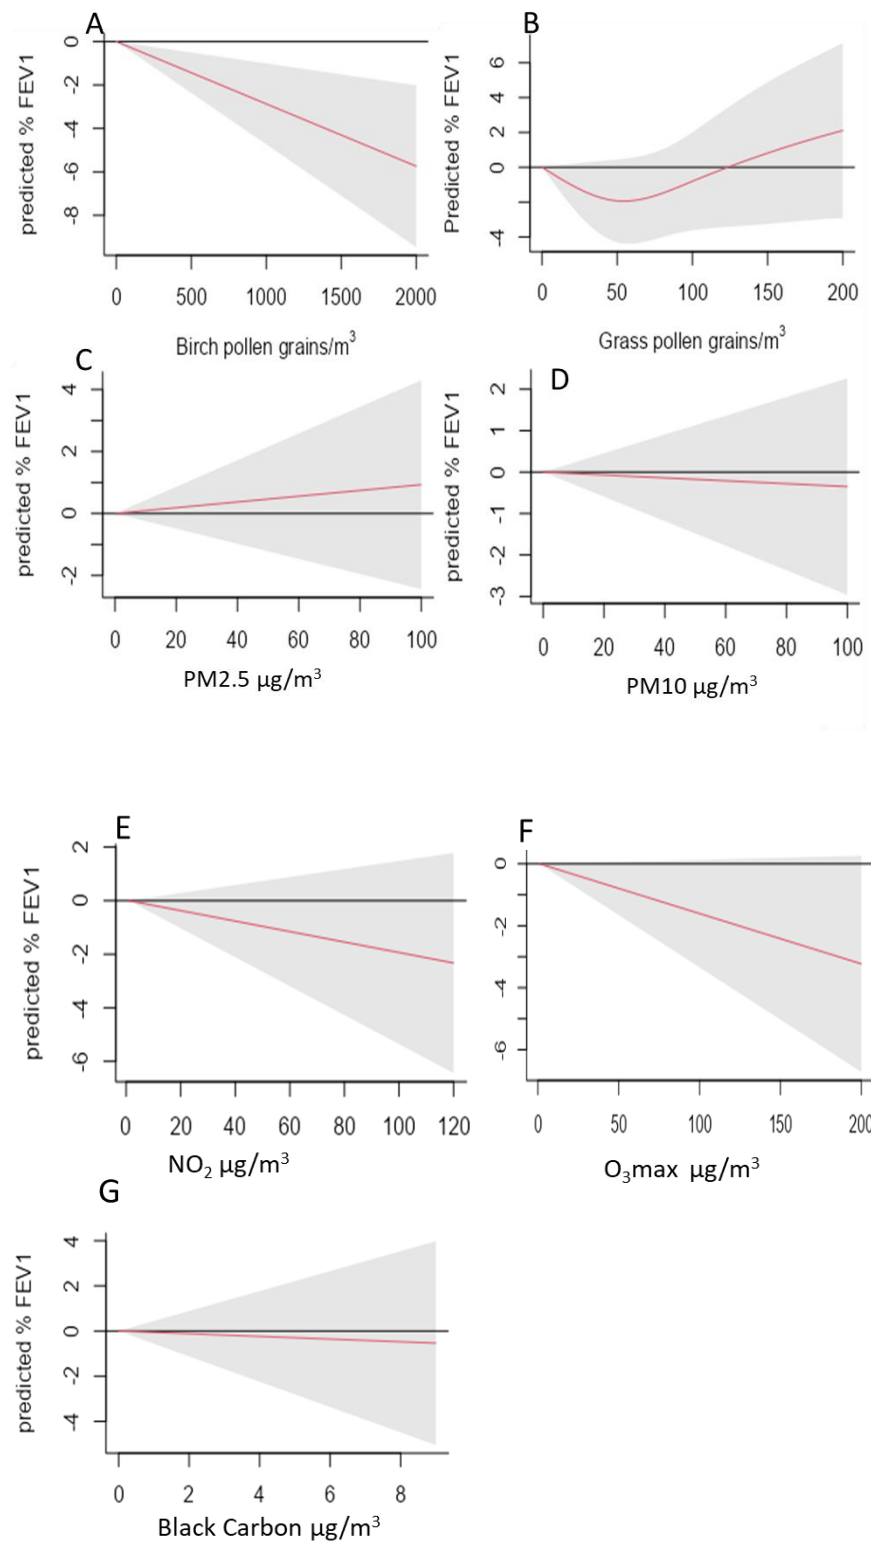 A
predicted % FEV1
0
-2
-4
-6
-8
0 500 1000 1500 2000
Birch pollen grains/m³
B
Predicted % FEV1
6
4
2
0
-4
0 50 100 150 200
Grass pollen grains/m³
C
predicted % FEV1
4
2
0
-2
0 20 40 60 80 100
PM2.5 µg/m³
D
predicted % FEV1
2
1
0
-1
-2
-3
0 20 40 60 80 100
PM10 µg/m³
E
predicted % FEV1
2
0
-2
-4
-6
0 20 40 60 80 100 120
NO₂ µg/m³
F
0
-2
-4
-6
0 50 100 150 200
O₃max µg/m³
G
predicted % FEV1
4
2
0
-2
-4
0 2 4 6 8
Black Carbon µg/m³